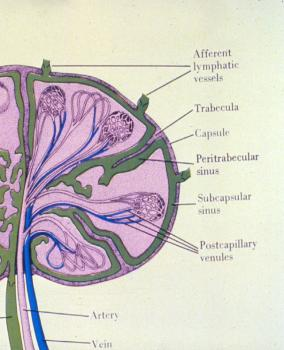 Afferent
lymphatic
vessels
Trabecula
Capsule
Peritrabecular
sinus
Subcapsular
sinus
Postcapillary
venules
Artery
Vein